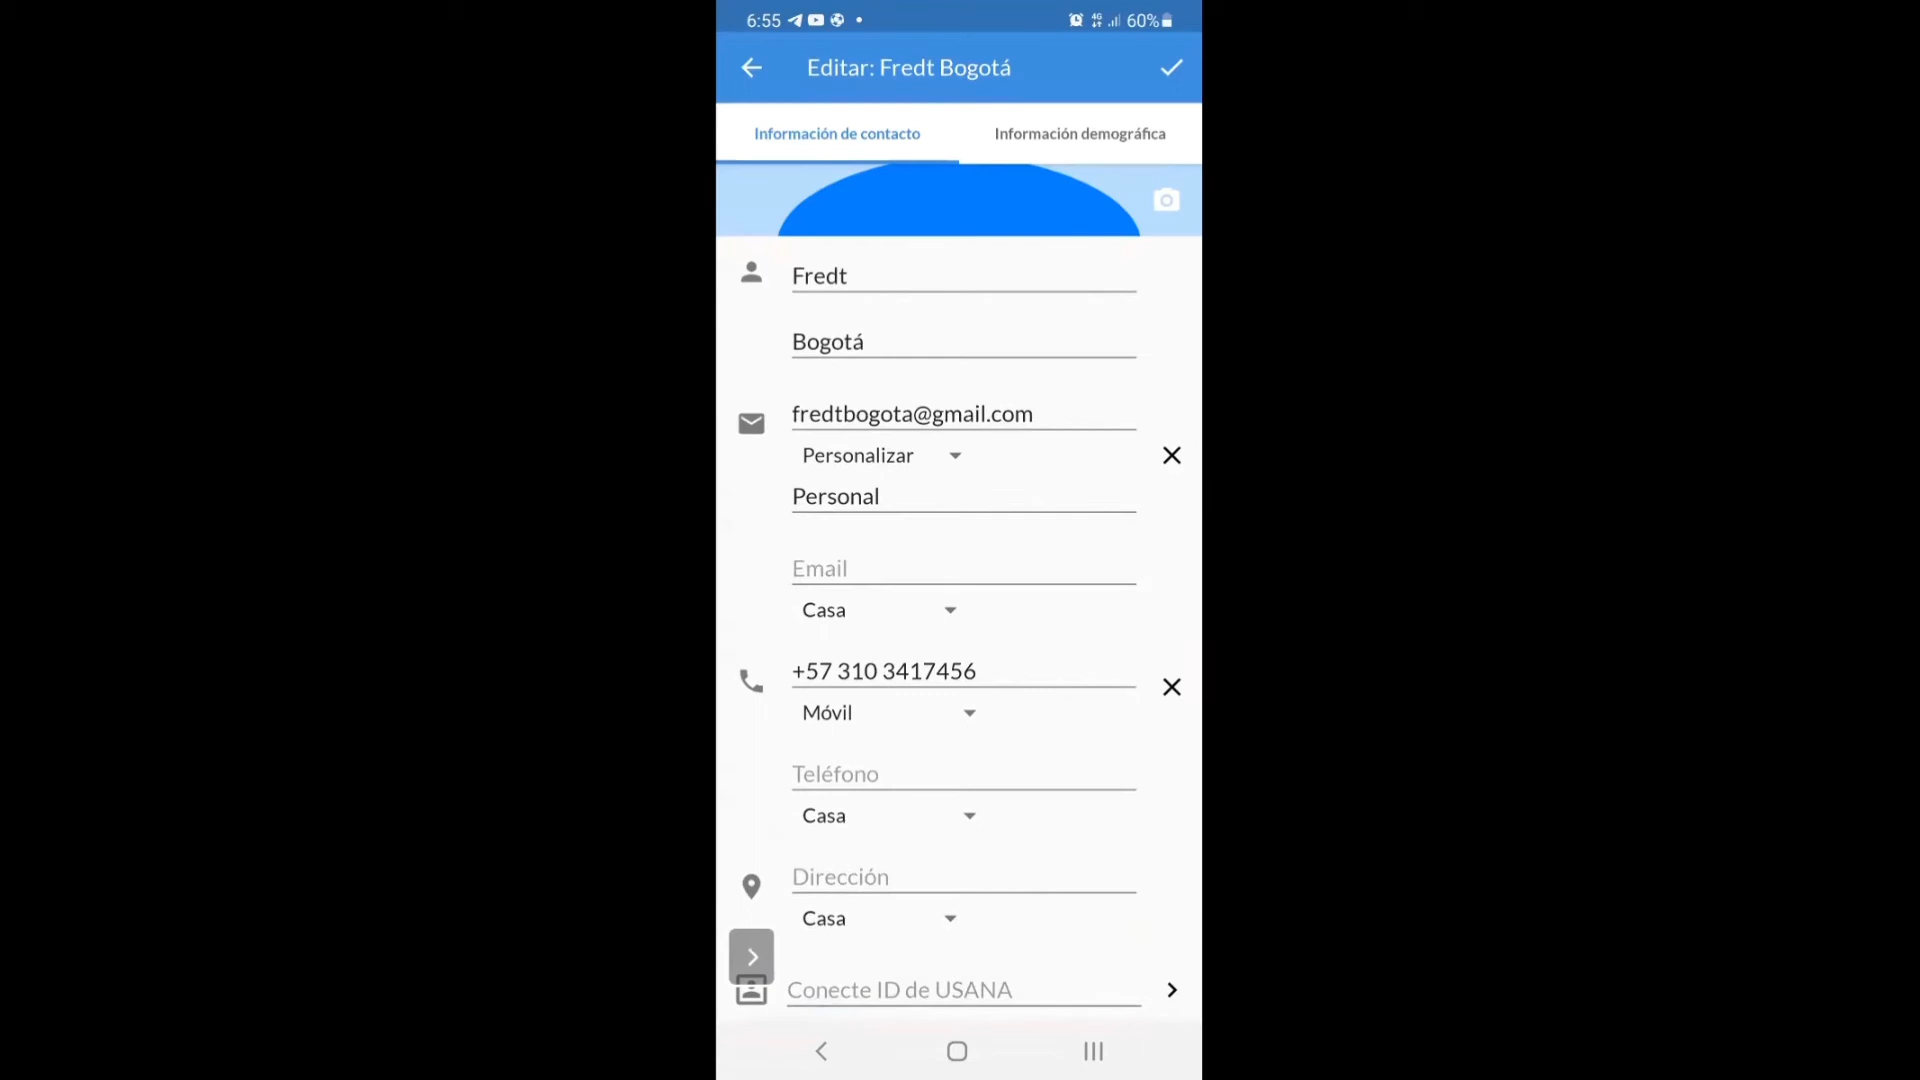 6:55
4G 60%
Editar: Fredt Bogotá
Información de contacto
Información demográfica
Fredt
Bogotá
fredtbogota@gmail.com
Personalizar
Personal
Email
Casa
+57 310 3417456
Móvil
Teléfono
Casa
Dirección
Casa
Conecte ID de USANA